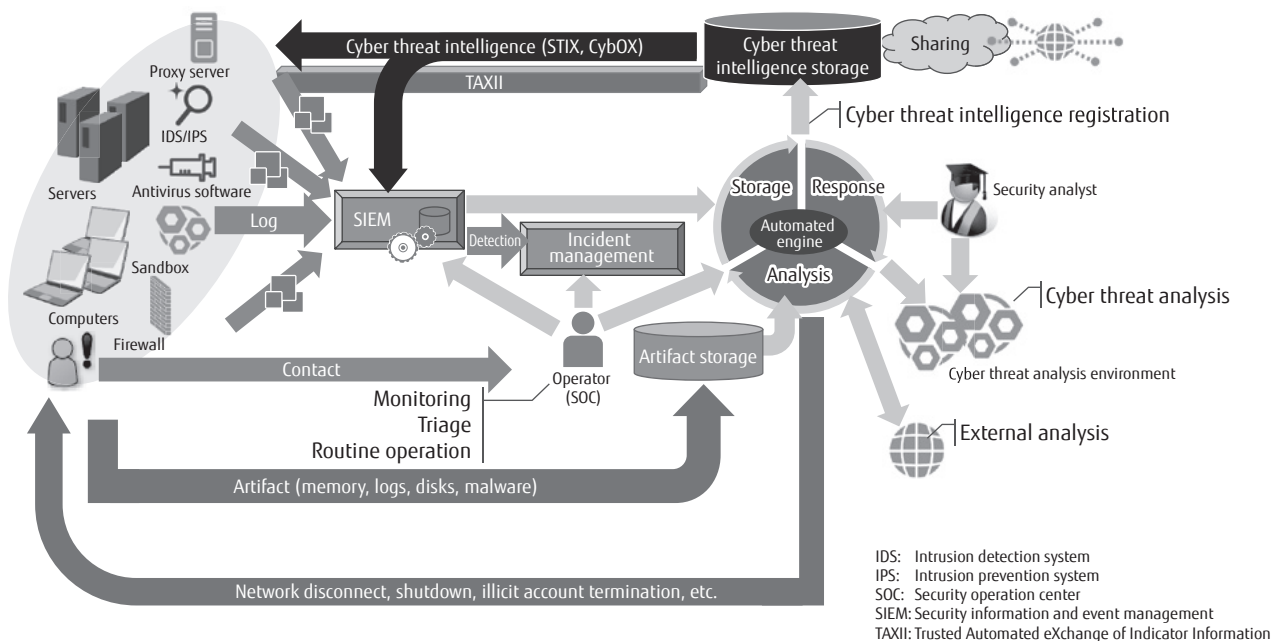 Proxy server
IDS/IPS
Servers
Antivirus software
Sandbox
Computers
Firewall
Cyber threat intelligence (STIX, CybOX)
TAXII
Cyber threat
intelligence storage
Sharing
Cyber threat intelligence registration
Log
SIEM
Detection
Incident
management
Storage
Response
Automated
engine
Analysis
Security analyst
Cyber threat analysis
Cyber threat analysis environment
External analysis
Contact
Operator
(SOC)
Artifact storage
Monitoring
Triage
Routine operation
Artifact (memory, logs, disks, malware)
Network disconnect, shutdown, illicit account termination, etc.
IDS: Intrusion detection system
IPS: Intrusion prevention system
SOC: Security operation center
SIEM: Security information and event management
TAXII: Trusted Automated eXchange of Indicator Information